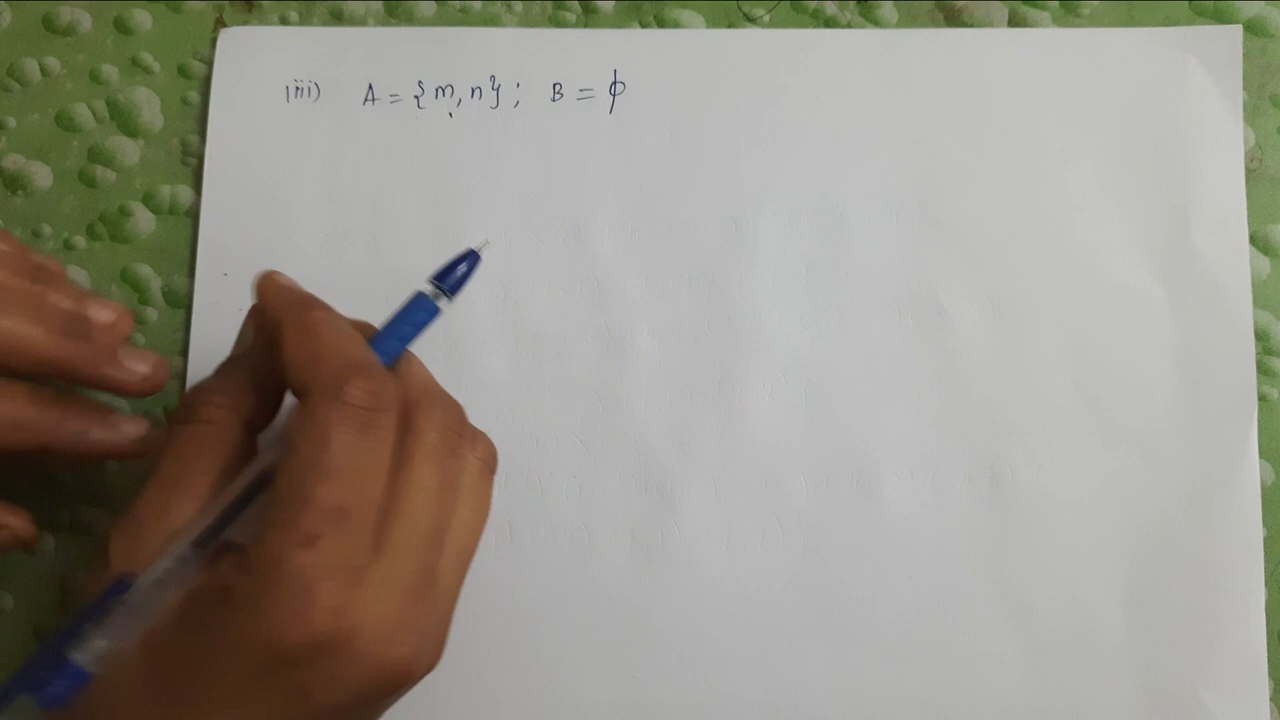 iii) A = {m, n} ; B = ϕ